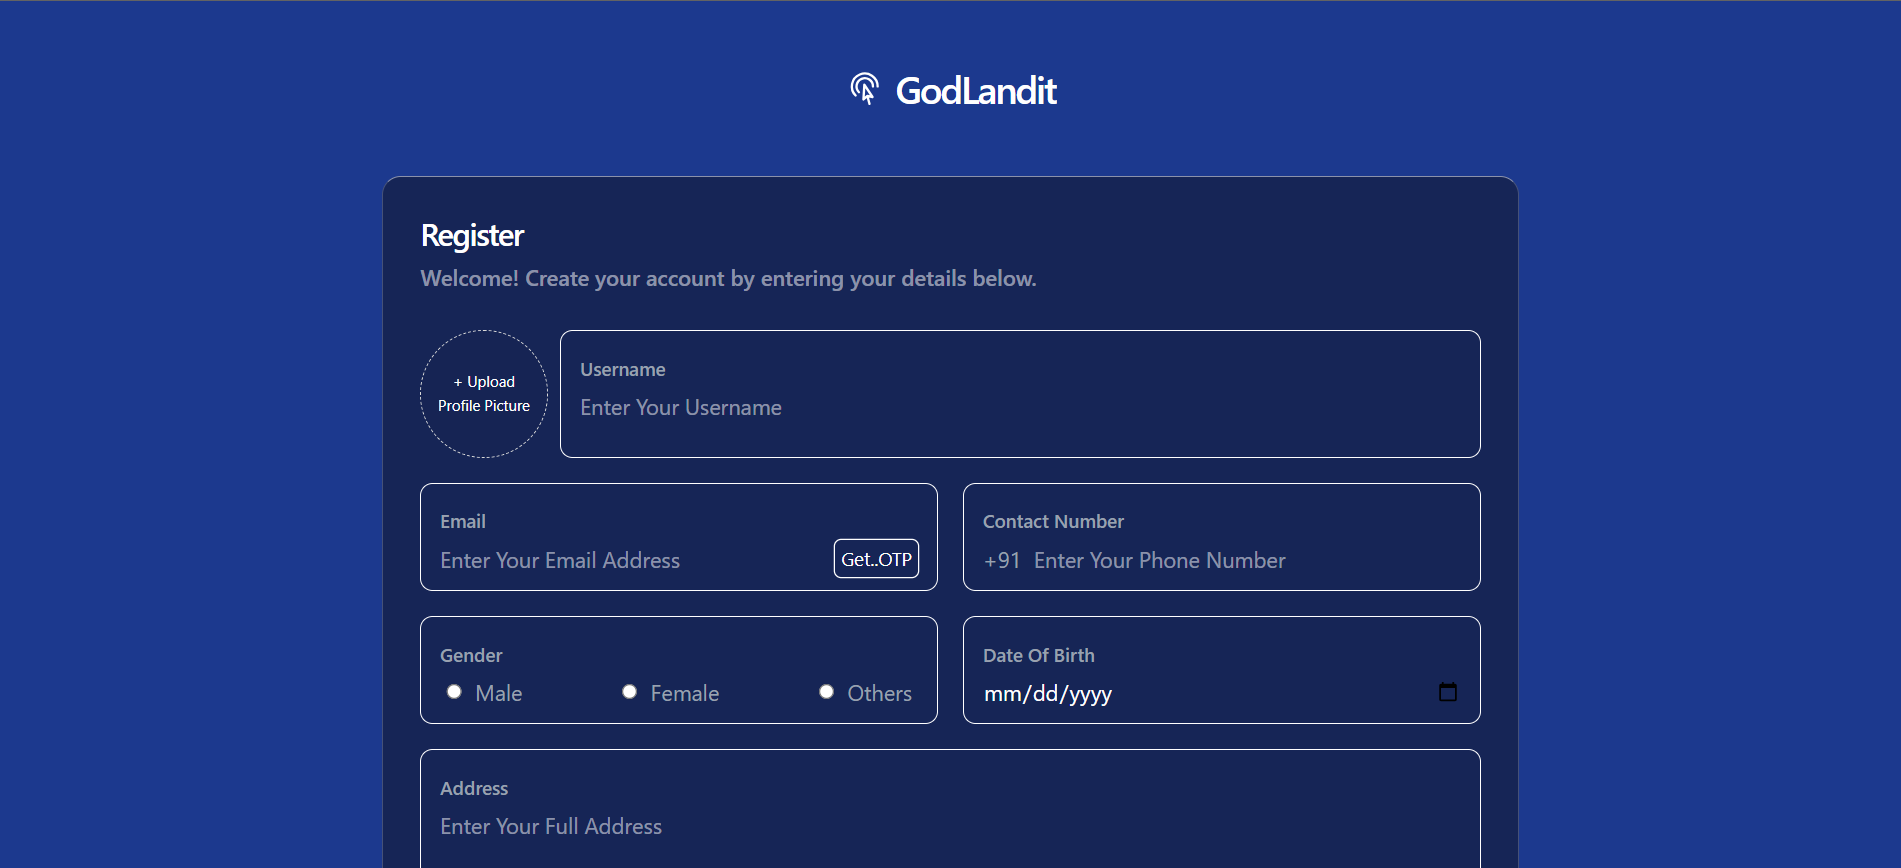 GodLandit
Register
Welcome! Create your account by entering your details below.
+ Upload
Profile Picture
Username
Enter Your Username
Email
Enter Your Email Address
Get..OTP
Contact Number
+91 Enter Your Phone Number
Gender
Male Female Others
Date Of Birth
mm/dd/yyyy
Address
Enter Your Full Address